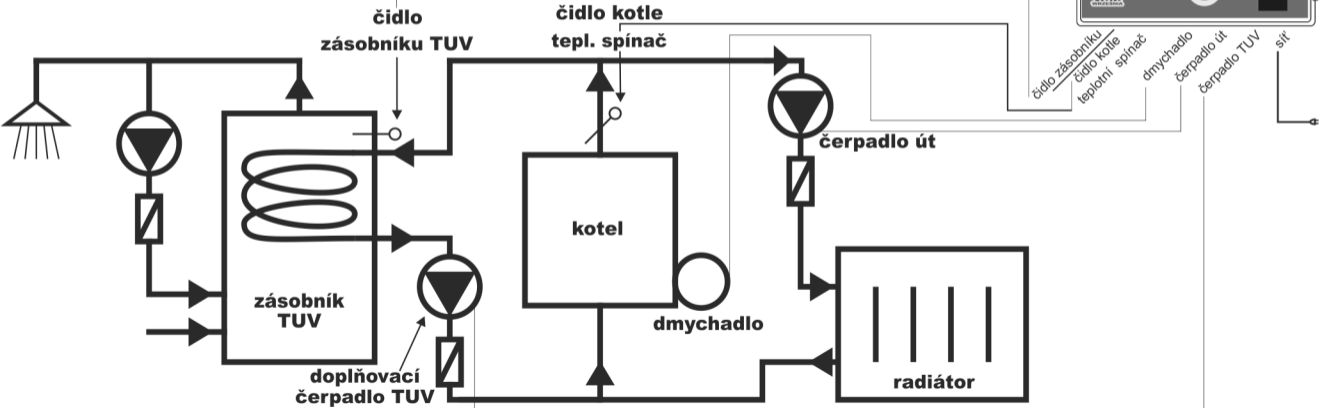 čidlo
zásobníku TUV
čidlo kotle
tepl. spínač
čidlo zásobníku
čidlo kotle
teplotní spínač
dmychadlo
čerpadlo út
čerpadlo TUV
síť
čerpadlo út
kotel
zásobník
TUV
dmychadlo
doplňovací
čerpadlo TUV
radiátor